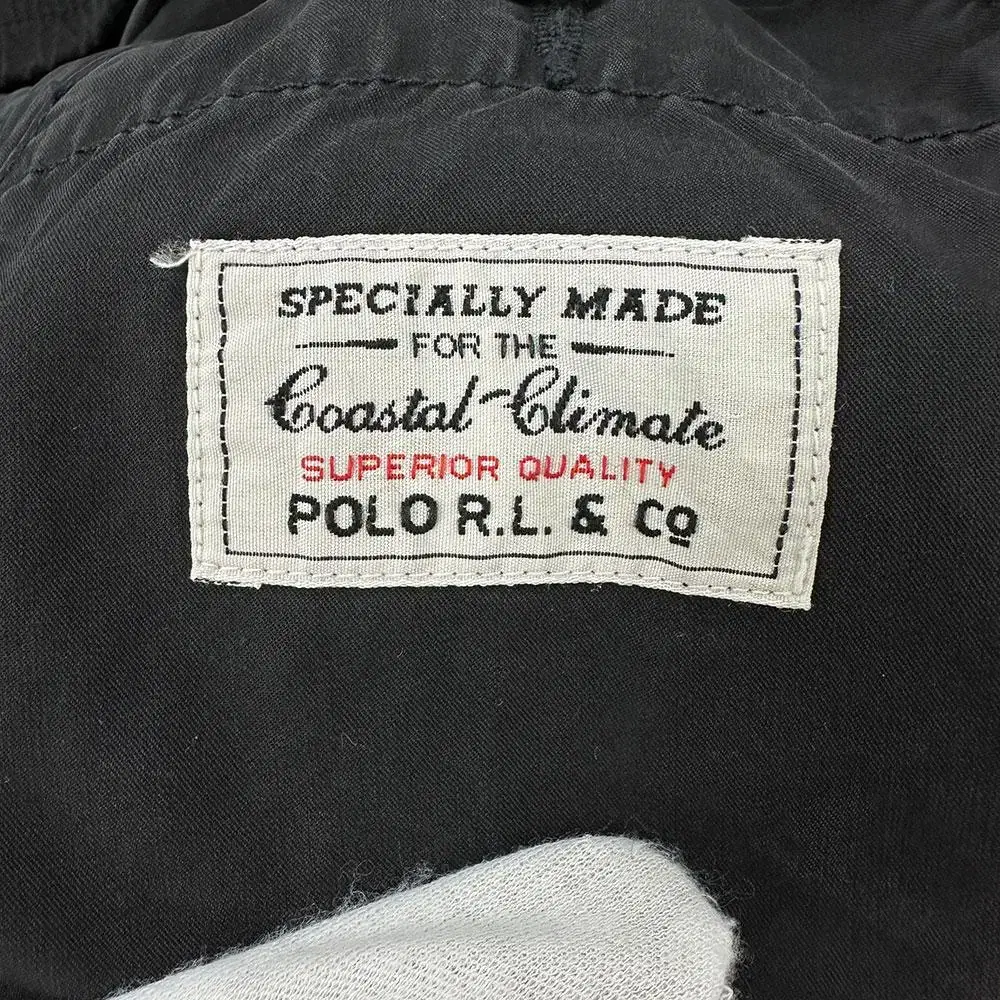 SPECIALLY MADE
FOR THE
Coastal-Climate
SUPERIOR QUALITY
POLO R.L. & Co